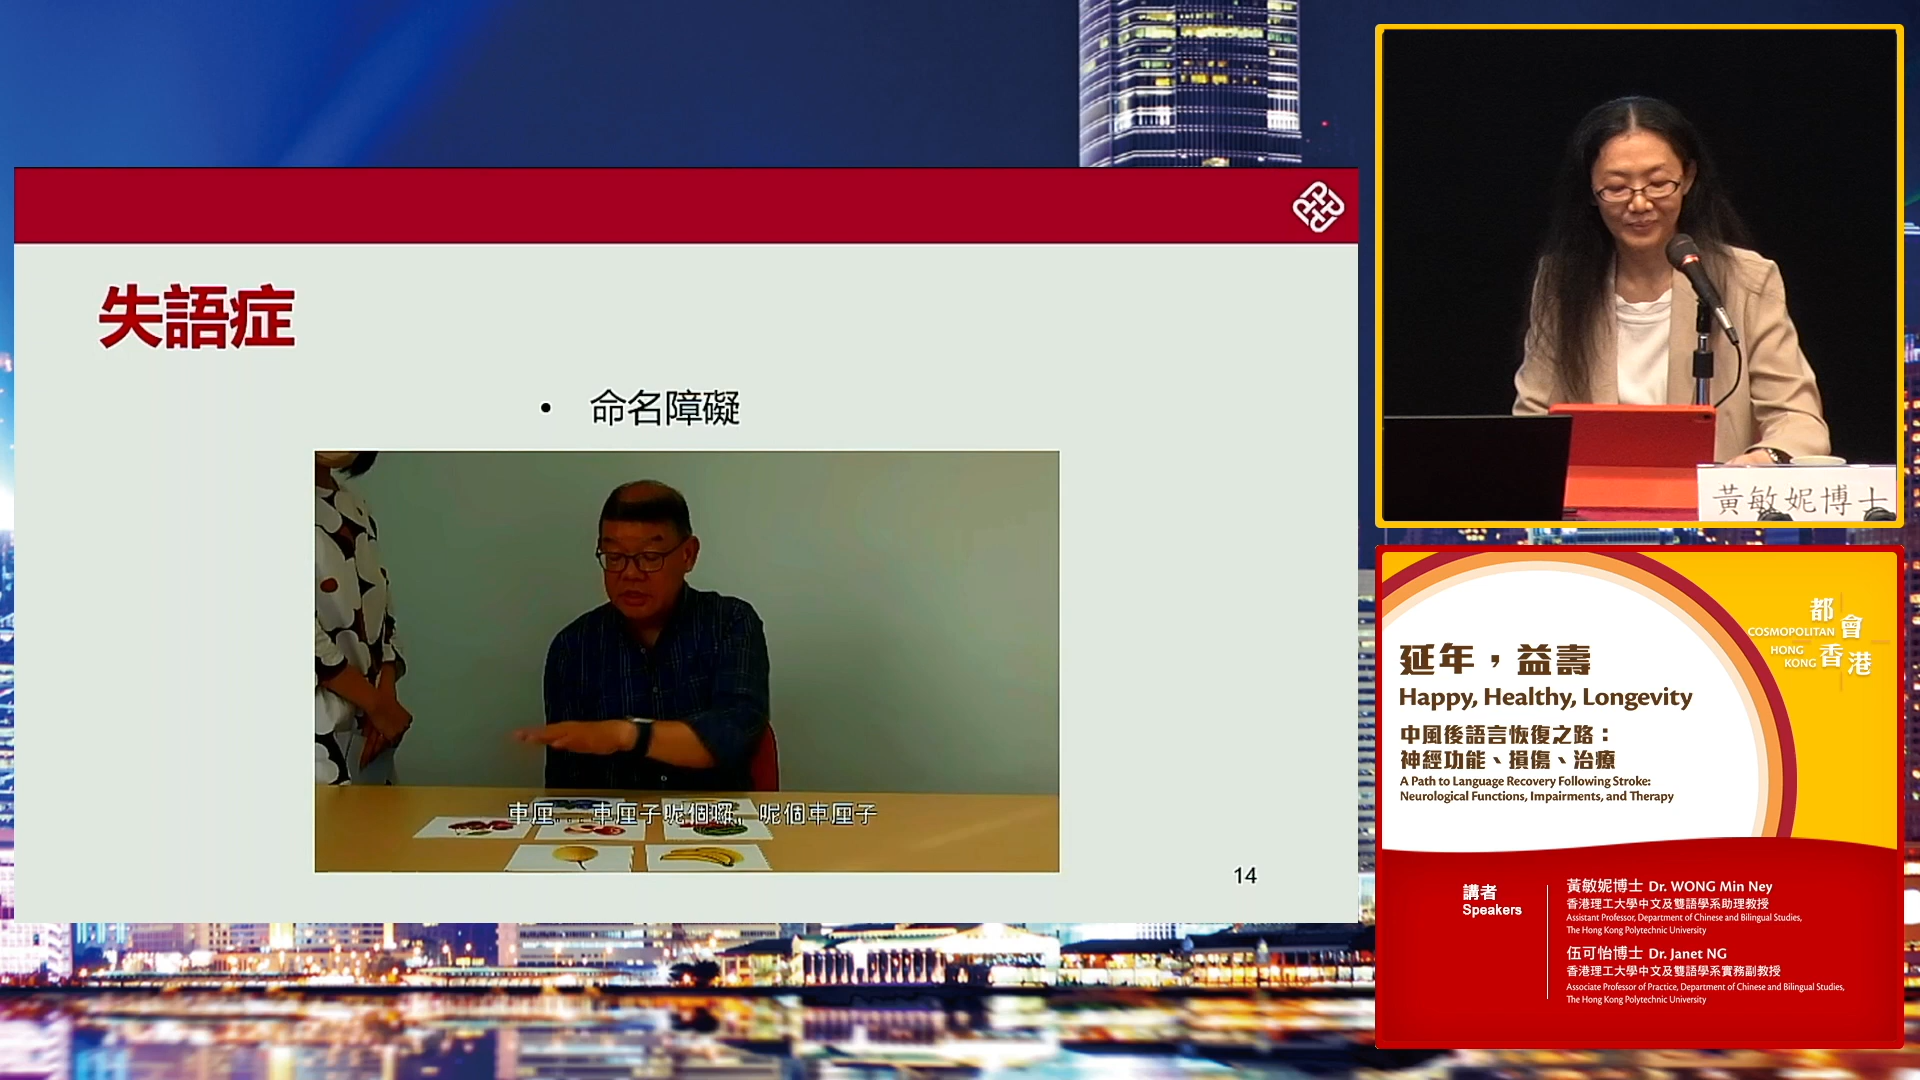 失語症
• 命名障礙
車厘... 車厘子呢個囉，呢個車厘子
14
黃敏妮博士
都會香港
COSMOPOLITAN
HONG
KONG
延年，益壽
Happy, Healthy, Longevity
中風後語言恢復之路：
神經功能、損傷、治療
A Path to Language Recovery Following Stroke:
Neurological Functions, Impairments, and Therapy
講者
Speakers
黃敏妮博士 Dr. WONG Min Ney
香港理工大學中文及雙語學系助理教授
Assistant Professor, Department of Chinese and Bilingual Studies,
The Hong Kong Polytechnic University
伍可怡博士 Dr. Janet NG
香港理工大學中文及雙語學系實務副教授
Associate Professor of Practice, Department of Chinese and Bilingual Studies,
The Hong Kong Polytechnic University